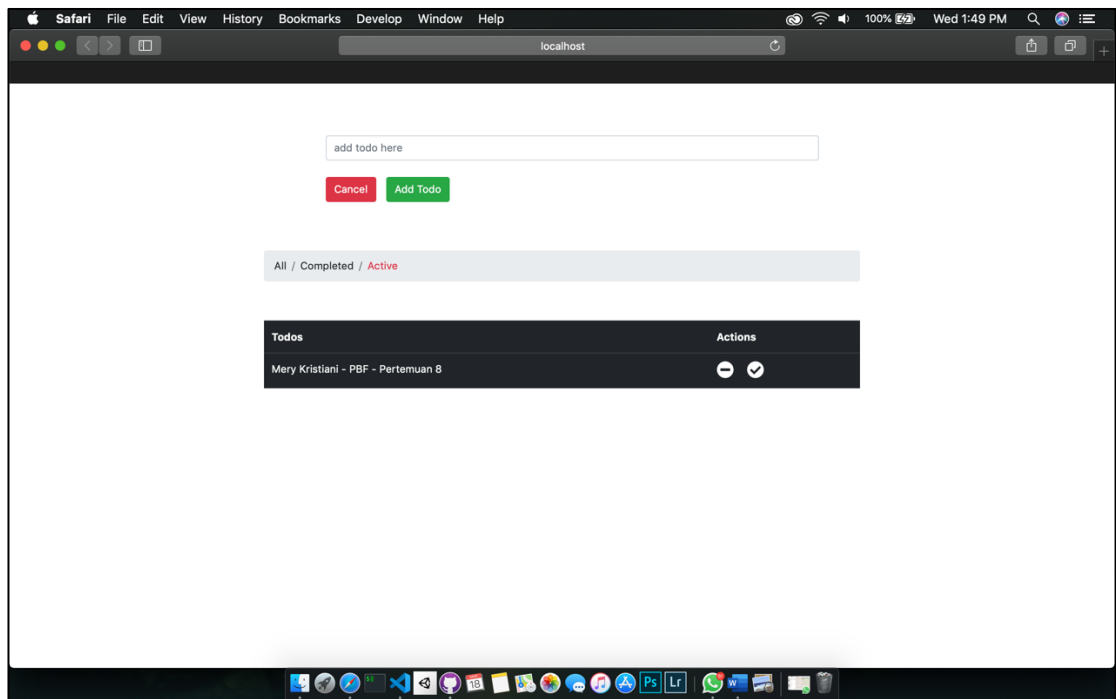 Safari File Edit View History Bookmarks Develop Window Help 100% Wed 1:49 PM
localhost
add todo here
Cancel Add Todo
All / Completed / Active
Todos Actions
Mery Kristiani - PBF - Pertemuan 8
18 Ps Lr W